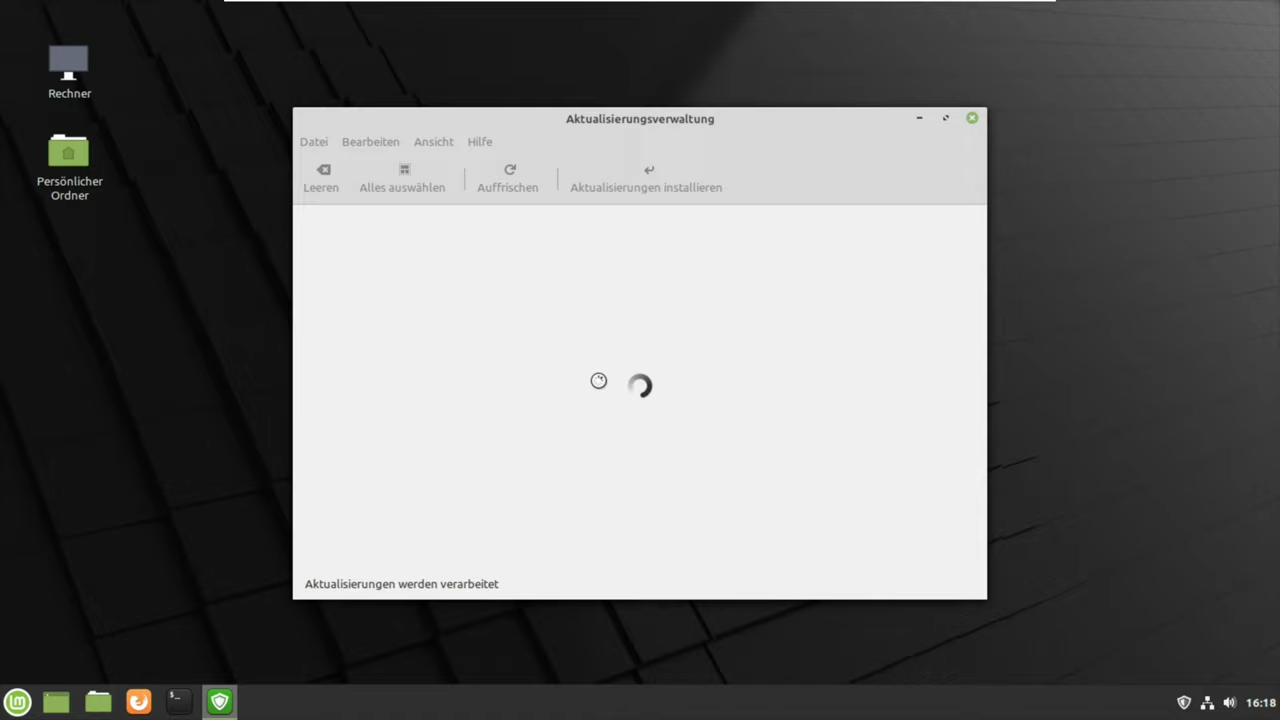 Rechner
Persönlicher
Ordner
Aktualisierungsverwaltung
Datei Bearbeiten Ansicht Hilfe
Leeren Alles auswählen Auffrischen Aktualisierungen installieren
Aktualisierungen werden verarbeitet
$_
16:18